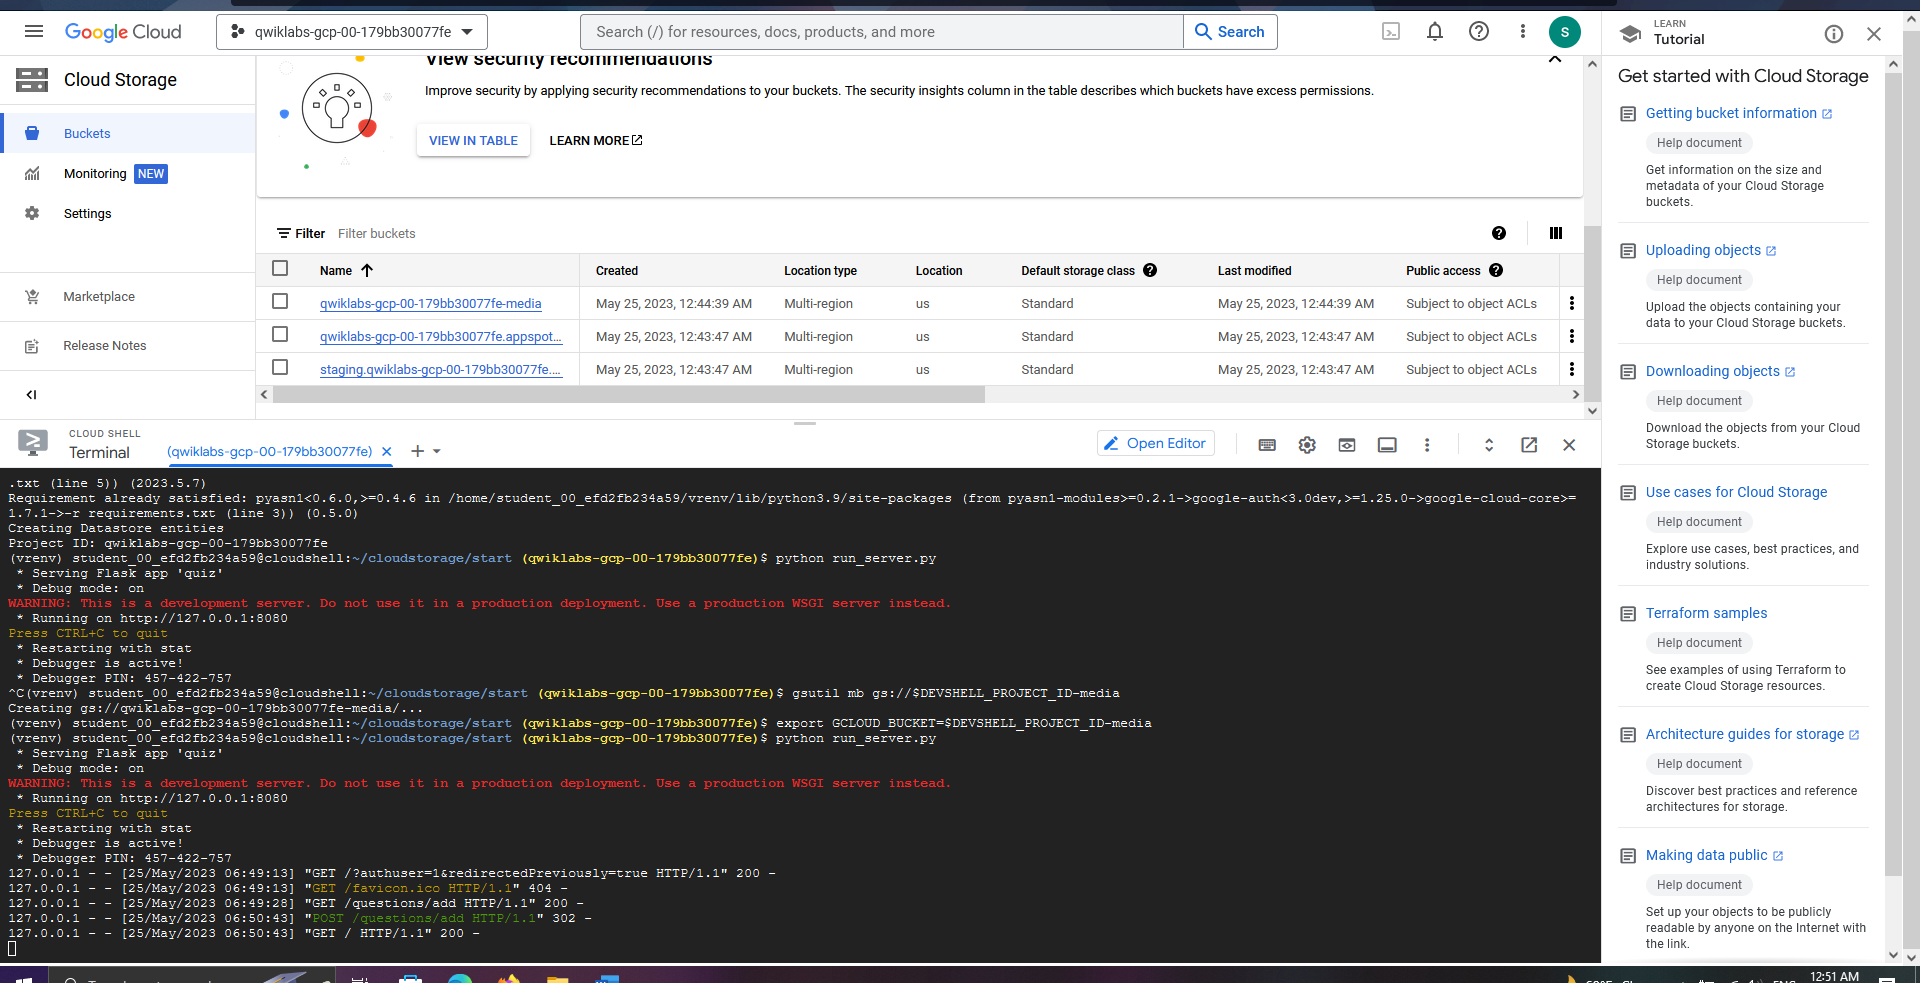 Google Cloud
qwiklabs-gcp-00-179bb30077fe
Search (/) for resources, docs, products, and more
Search
S
LEARN
Tutorial
Cloud Storage
Buckets
Monitoring NEW
Settings
Marketplace
Release Notes
View security recommendations
Improve security by applying security recommendations to your buckets. The security insights column in the table describes which buckets have excess permissions.
VIEW IN TABLE
LEARN MORE
Filter Filter buckets
Name Created Location type Location Default storage class Last modified Public access
qwiklabs-gcp-00-179bb30077fe-media May 25, 2023, 12:44:39 AM Multi-region us Standard May 25, 2023, 12:44:39 AM Subject to object ACLs
qwiklabs-gcp-00-179bb30077fe.appspot... May 25, 2023, 12:43:47 AM Multi-region us Standard May 25, 2023, 12:43:47 AM Subject to object ACLs
staging.qwiklabs-gcp-00-179bb30077fe.... May 25, 2023, 12:43:47 AM Multi-region us Standard May 25, 2023, 12:43:47 AM Subject to object ACLs
CLOUD SHELL
Terminal
(qwiklabs-gcp-00-179bb30077fe)
Open Editor
.txt (line 5)) (2023.5.7)
Requirement already satisfied: pyasn1<0.6.0,>=0.4.6 in /home/student_00_efd2fb234a59/vrenv/lib/python3.9/site-packages (from pyasn1-modules>=0.2.1->google-auth<3.0dev,>=1.25.0->google-cloud-core>=
1.7.1->-r requirements.txt (line 3)) (0.5.0)
Creating Datastore entities
Project ID: qwiklabs-gcp-00-179bb30077fe
(vrenv) student_00_efd2fb234a59@cloudshell:~/cloudstorage/start (qwiklabs-gcp-00-179bb30077fe)$ python run_server.py
* Serving Flask app 'quiz'
* Debug mode: on
WARNING: This is a development server. Do not use it in a production deployment. Use a production WSGI server instead.
* Running on http://127.0.0.1:8080
Press CTRL+C to quit
* Restarting with stat
* Debugger is active!
* Debugger PIN: 457-422-757
^C(vrenv) student_00_efd2fb234a59@cloudshell:~/cloudstorage/start (qwiklabs-gcp-00-179bb30077fe)$ gsutil mb gs://$DEVSHELL_PROJECT_ID-media
Creating gs://qwiklabs-gcp-00-179bb30077fe-media/...
(vrenv) student_00_efd2fb234a59@cloudshell:~/cloudstorage/start (qwiklabs-gcp-00-179bb30077fe)$ export GCLOUD_BUCKET=$DEVSHELL_PROJECT_ID-media
(vrenv) student_00_efd2fb234a59@cloudshell:~/cloudstorage/start (qwiklabs-gcp-00-179bb30077fe)$ python run_server.py
* Serving Flask app 'quiz'
* Debug mode: on
WARNING: This is a development server. Do not use it in a production deployment. Use a production WSGI server instead.
* Running on http://127.0.0.1:8080
Press CTRL+C to quit
* Restarting with stat
* Debugger is active!
* Debugger PIN: 457-422-757
127.0.0.1 - - [25/May/2023 06:49:13] "GET /?authuser=1&redirectedPreviously=true HTTP/1.1" 200 -
127.0.0.1 - - [25/May/2023 06:49:13] "GET /favicon.ico HTTP/1.1" 404 -
127.0.0.1 - - [25/May/2023 06:49:28] "GET /questions/add HTTP/1.1" 200 -
127.0.0.1 - - [25/May/2023 06:50:43] "POST /questions/add HTTP/1.1" 302 -
127.0.0.1 - - [25/May/2023 06:50:43] "GET / HTTP/1.1" 200 -
Get started with Cloud Storage
Getting bucket information
Help document
Get information on the size and
metadata of your Cloud Storage
buckets.
Uploading objects
Help document
Upload the objects containing your
data to your Cloud Storage buckets.
Downloading objects
Help document
Download the objects from your Cloud
Storage buckets.
Use cases for Cloud Storage
Help document
Explore use cases, best practices, and
industry solutions.
Terraform samples
Help document
See examples of using Terraform to
create Cloud Storage resources.
Architecture guides for storage
Help document
Discover best practices and reference
architectures for storage.
Making data public
Help document
Set up your objects to be publicly
readable by anyone on the Internet with
the link.
12:51 AM